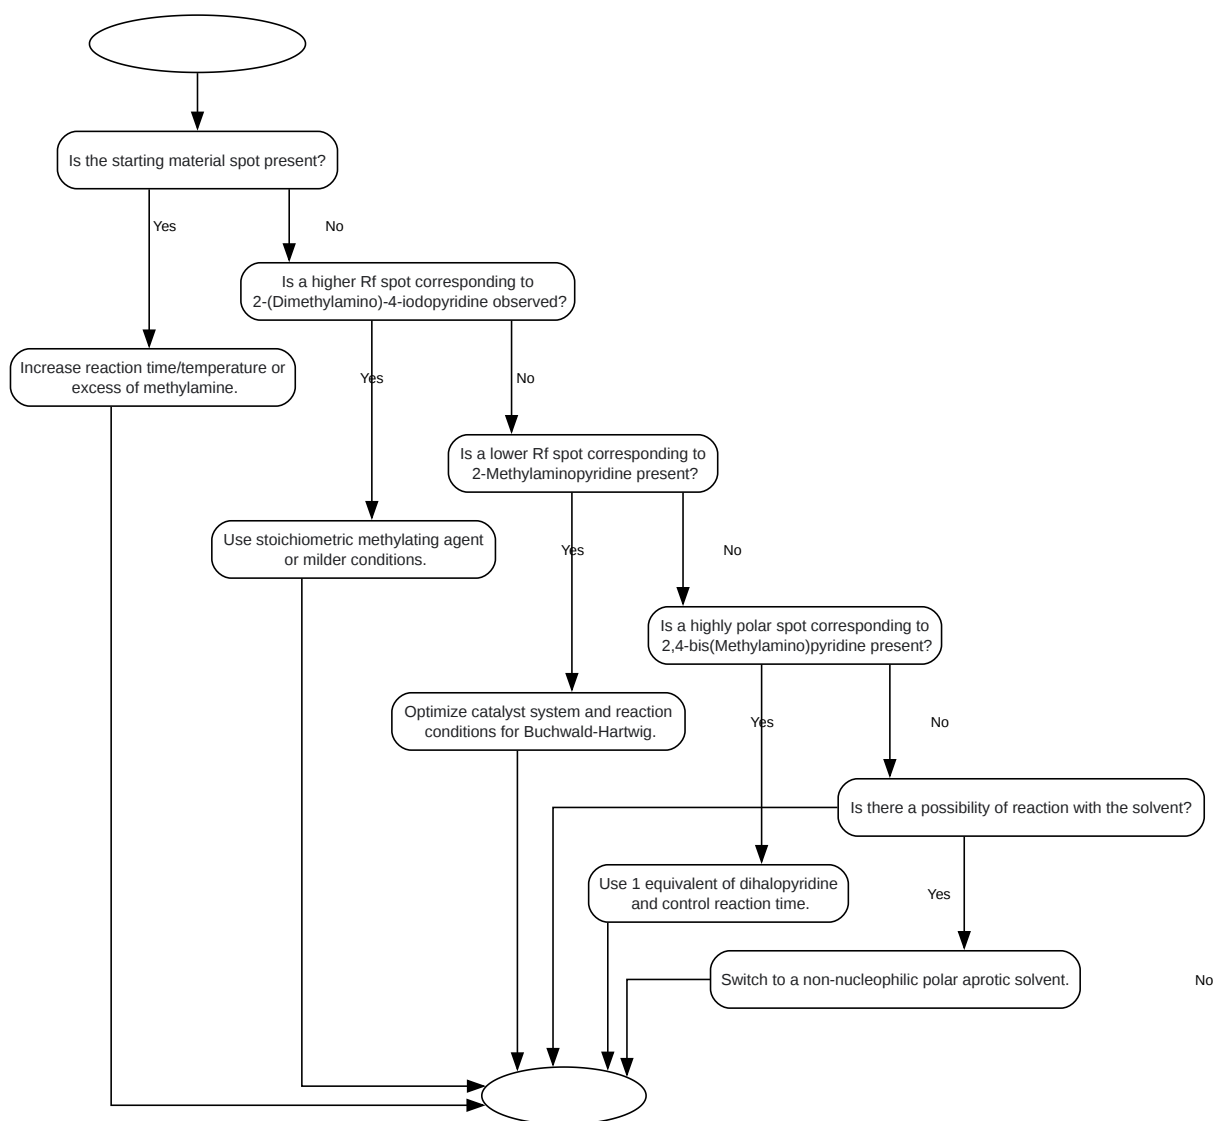 Is the starting material spot present?
Yes
No
Is a higher Rf spot corresponding to
2-(Dimethylamino)-4-iodopyridine observed?
Increase reaction time/temperature or
excess of methylamine.
Yes
No
Is a lower Rf spot corresponding to
2-Methylaminopyridine present?
Use stoichiometric methylating agent
or milder conditions.
Yes
No
Is a highly polar spot corresponding to
2,4-bis(Methylamino)pyridine present?
Optimize catalyst system and reaction
conditions for Buchwald-Hartwig.
Yes
No
Is there a possibility of reaction with the solvent?
Use 1 equivalent of dihalopyridine
and control reaction time.
Yes
Switch to a non-nucleophilic polar aprotic solvent.
No